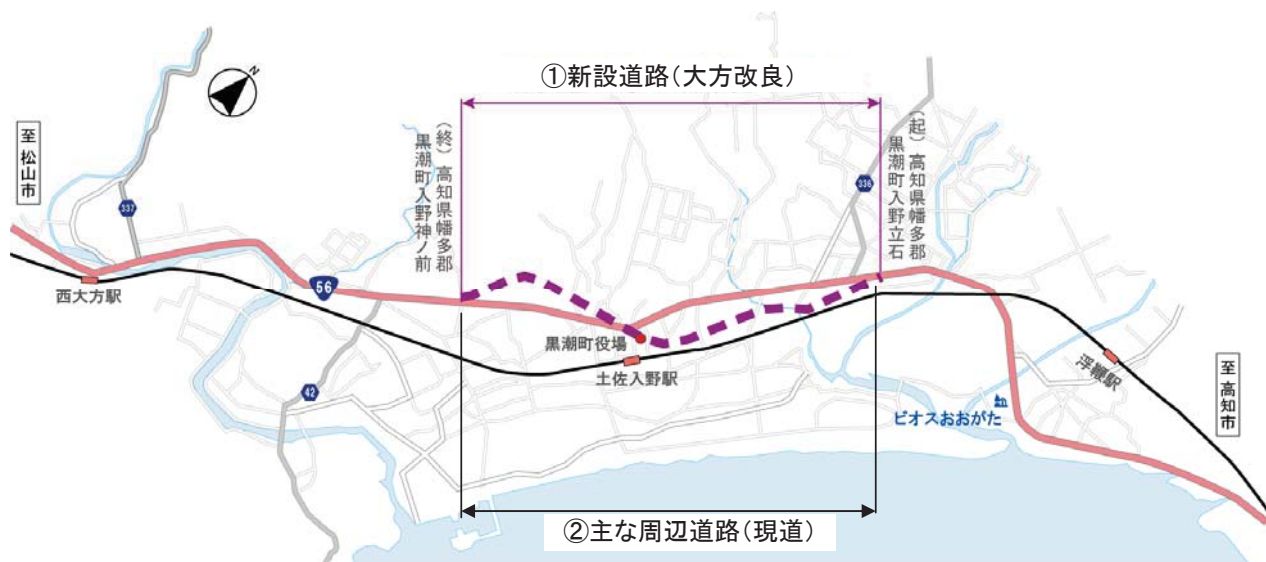 ①新設道路(大方改良)
N
至 松山市
(終)高知県幡多郡
黒潮町入野神ノ前
(起)高知県幡多郡
黒潮町入野立石
337
336
56
西大方駅
黒潮町役場
土佐入野駅
42
浮鞭駅
ビオスおおがた
至 高知市
②主な周辺道路(現道)